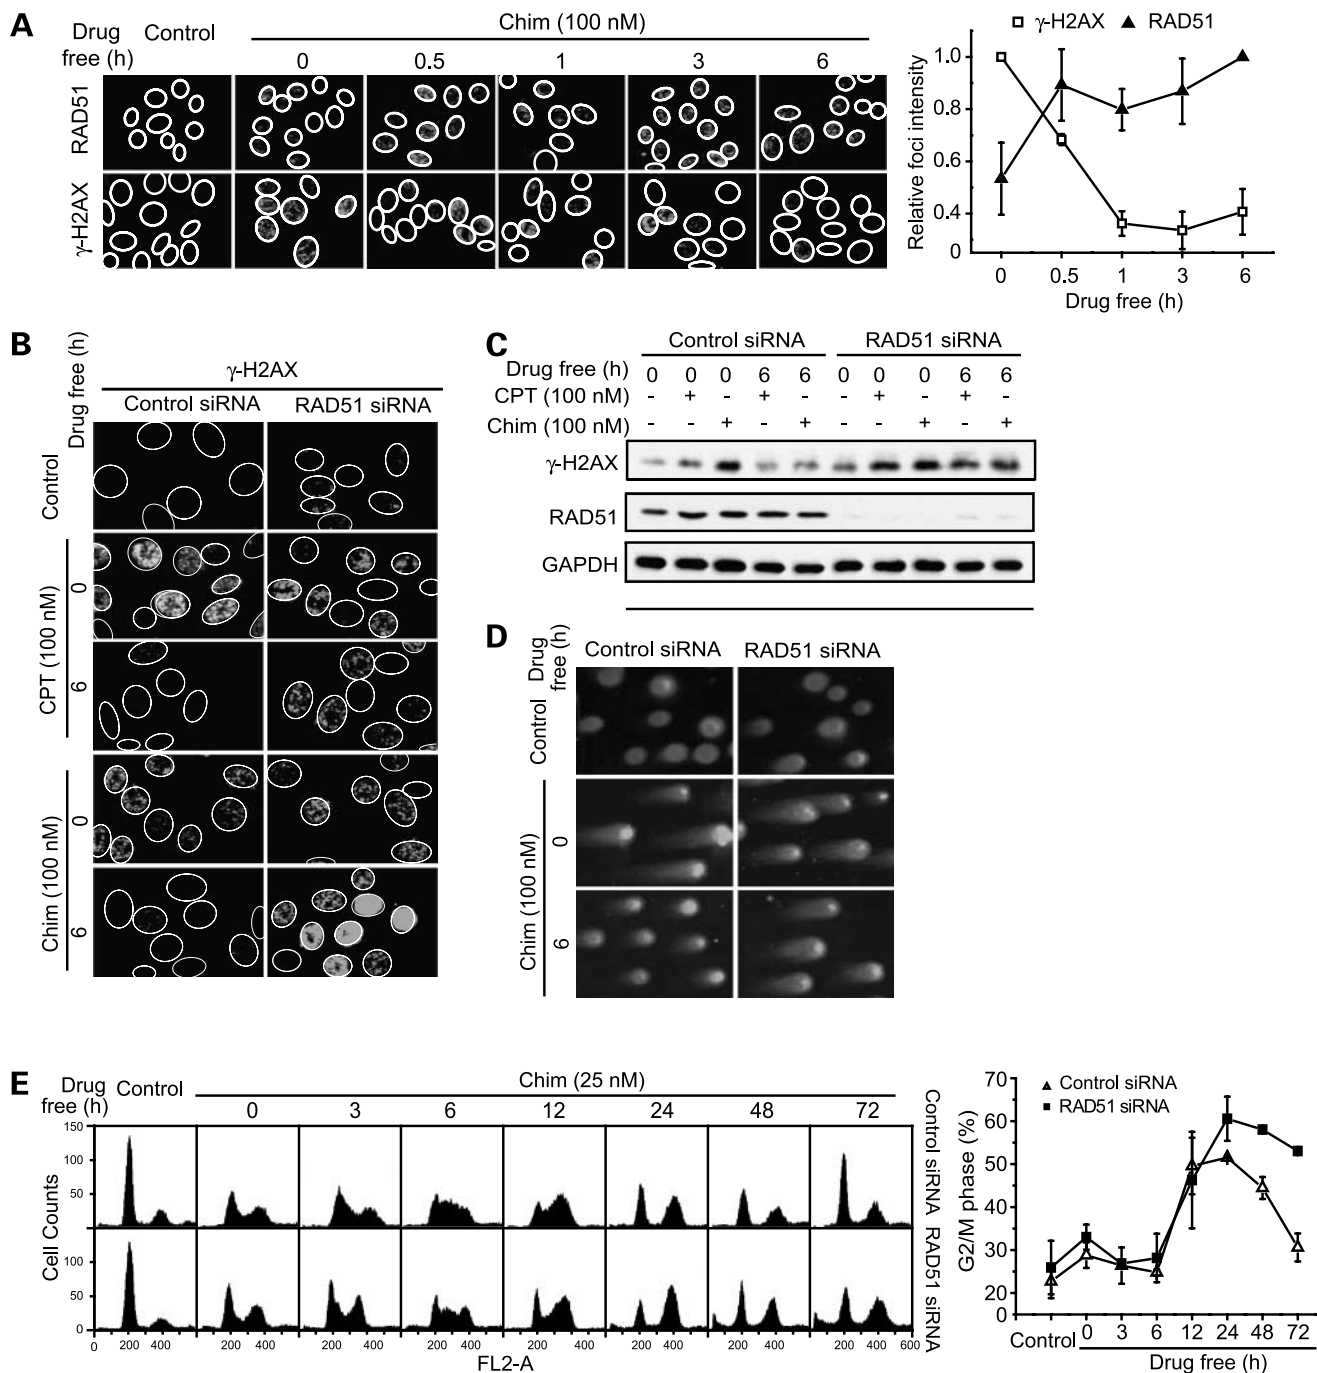 A
Drug free (h)
Control
Chim (100 nM)
0 0.5 1 3 6
RAD51
γ-H2AX
γ-H2AX RAD51
Relative foci intensity
1.0
0.8
0.6
0.4
0
0 0.5 1 3 6
Drug free (h)
B
Drug free (h)
γ-H2AX
Control siRNA RAD51 siRNA
Control
CPT (100 nM)
0
6
Chim (100 nM)
0
6
C
Control siRNA RAD51 siRNA
Drug free (h) 0 0 0 6 6 0 0 0 6 6
CPT (100 nM) - + - + - - + - + -
Chim (100 nM) - - + - + - - + - +
γ-H2AX
RAD51
GAPDH
D
Drug free (h)
Control siRNA RAD51 siRNA
Control
Chim (100 nM)
0
6
E
Drug free (h)
Control
Chim (25 nM)
0 3 6 12 24 48 72
Cell Counts
150
100
50
0
150
100
50
0
0 200 400 200 400 200 400 200 400 200 400 200 400 200 400 200 400 600
FL2-A
Control siRNA
RAD51 siRNA
Control siRNA
RAD51 siRNA
G2/M phase (%)
70
60
50
40
30
20
0
Control 0 3 6 12 24 48 72
Drug free (h)